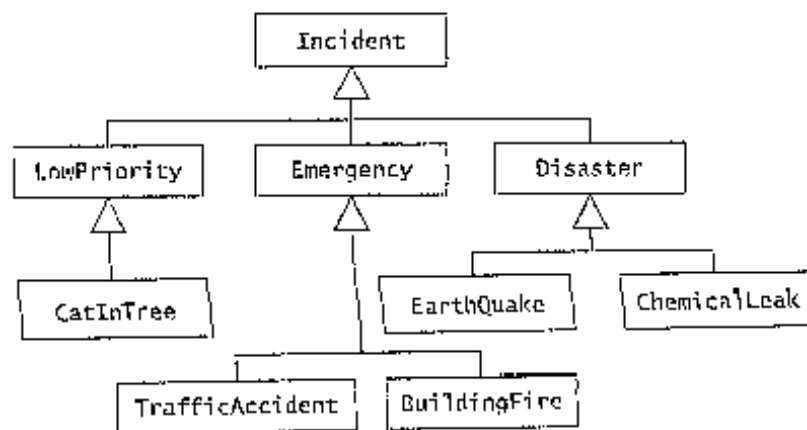 Incident
LowPriority
Emergency
Disaster
CatInTree
EarthQuake
ChemicalLeak
TrafficAccident
BuildingFire